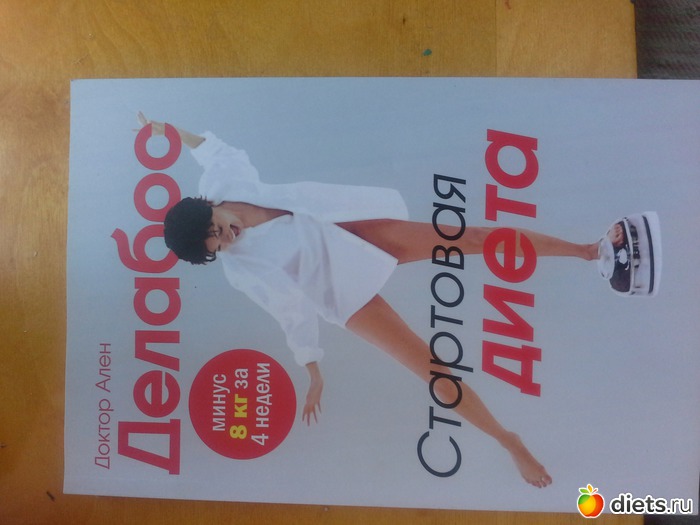 Доктор Ален
Делабос
минус
8 кг за
4 недели
Стартовая
диета
diets.ru